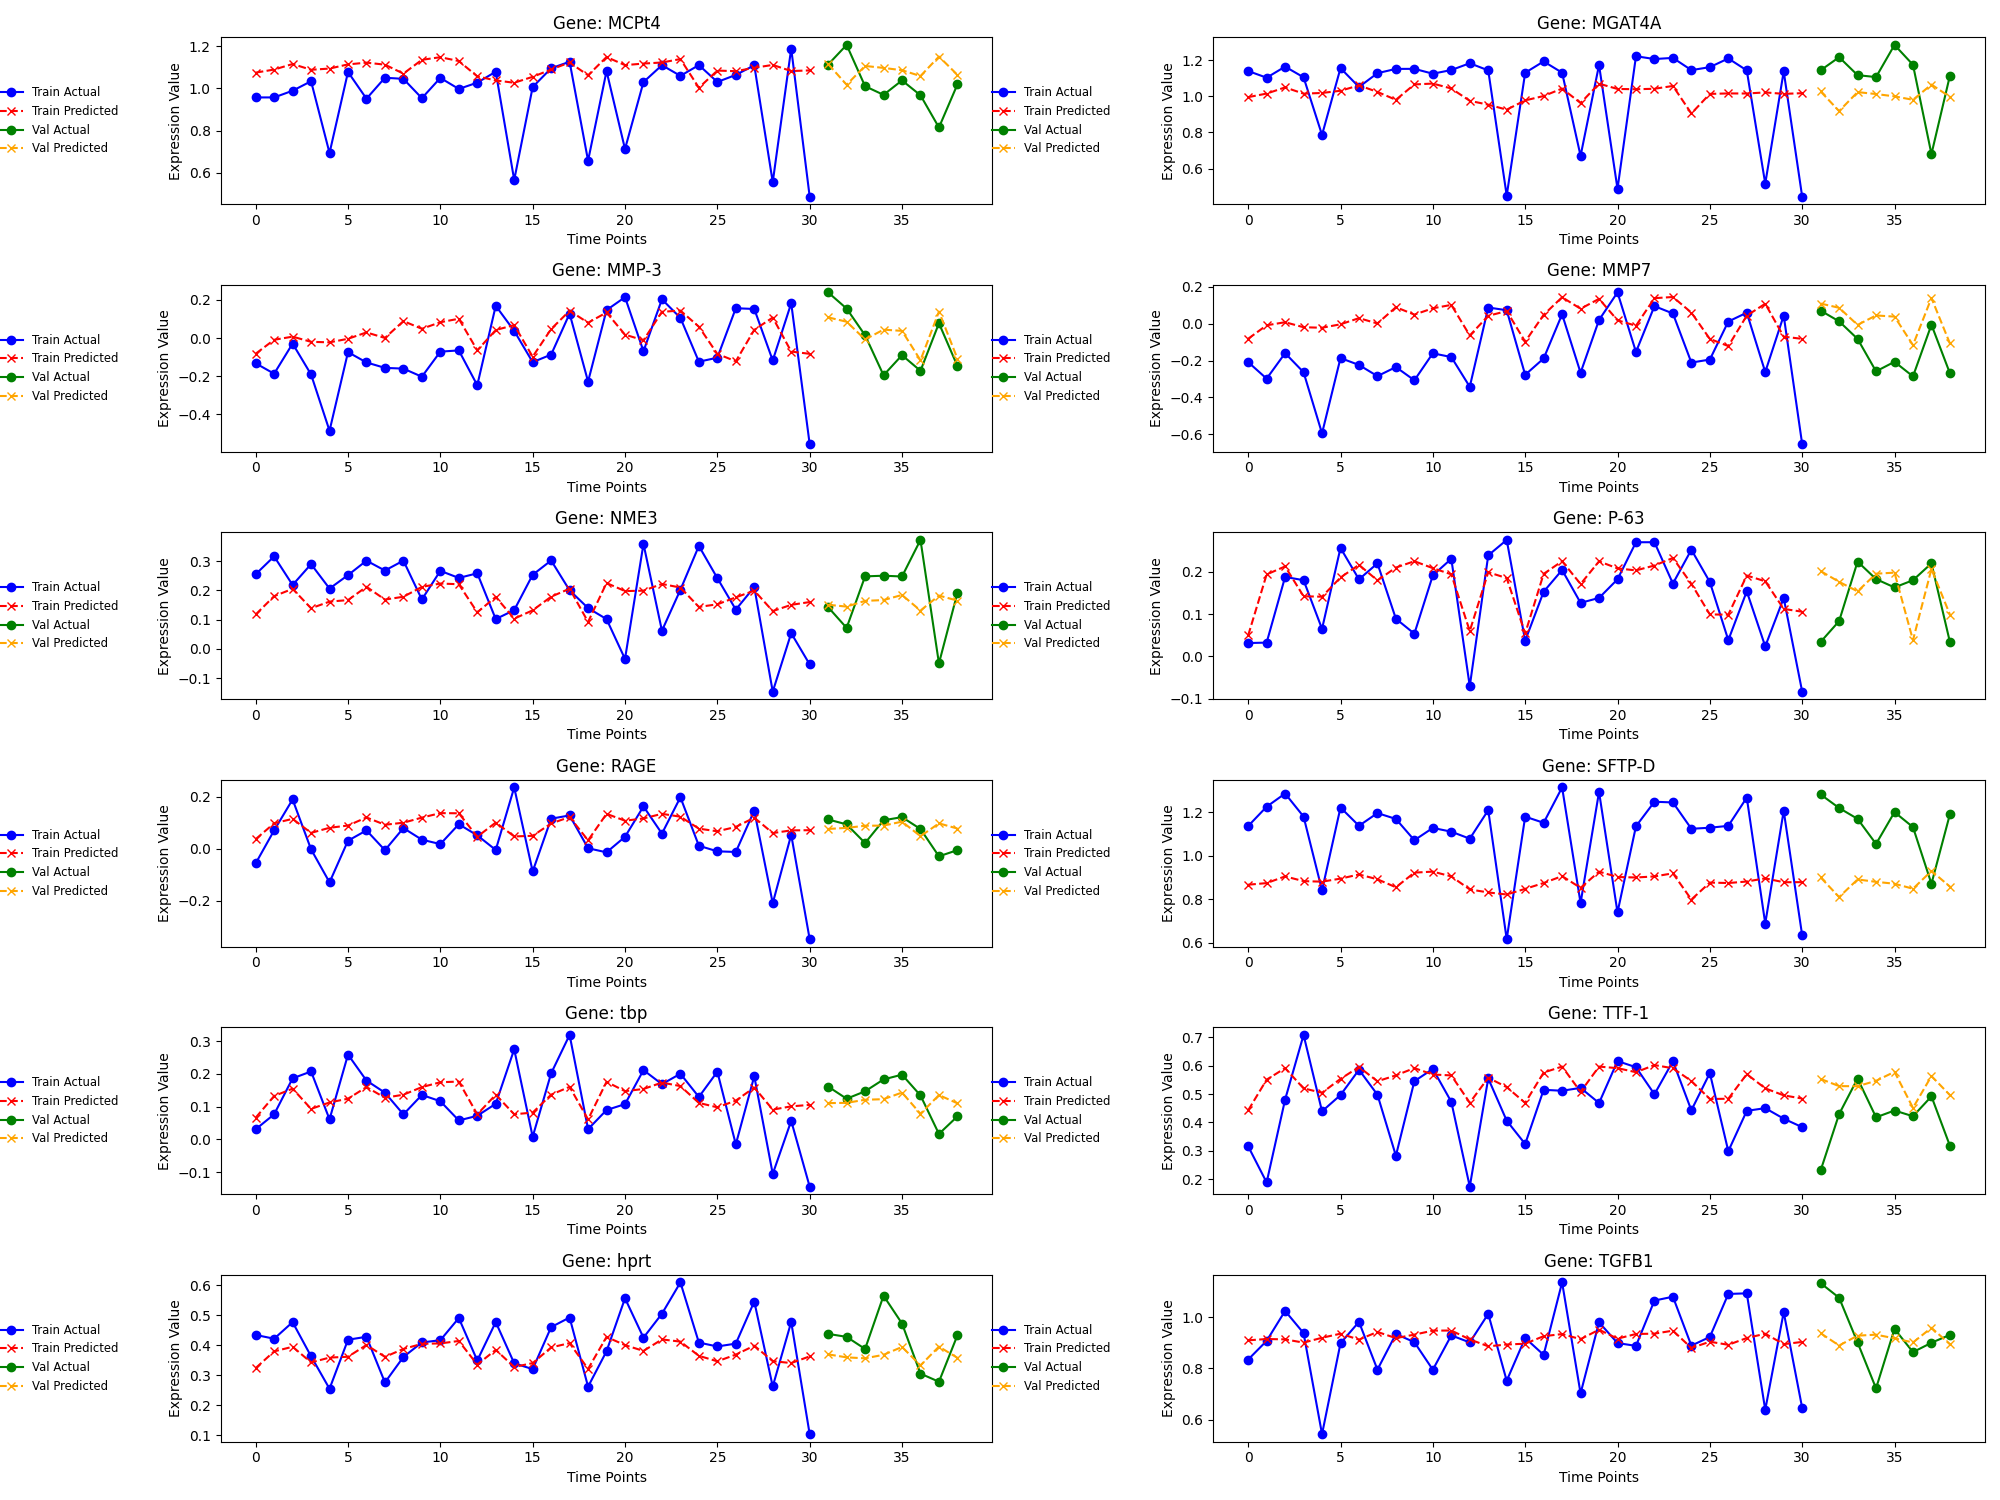 Gene: MCPt4
Train Actual
Train Predicted
Val Actual
Val Predicted
Expression Value
1.2
1.0
0.8
0.6
0 5 10 15 20 25 30 35
Time Points
Gene: MGAT4A
Train Actual
Train Predicted
Val Actual
Val Predicted
Expression Value
1.2
1.0
0.8
0.6
0 5 10 15 20 25 30 35
Time Points
Gene: MMP-3
Train Actual
Train Predicted
Val Actual
Val Predicted
Expression Value
0.2
0.0
−0.2
−0.4
0 5 10 15 20 25 30 35
Time Points
Gene: MMP7
Train Actual
Train Predicted
Val Actual
Val Predicted
Expression Value
0.2
0.0
−0.2
−0.4
−0.6
0 5 10 15 20 25 30 35
Time Points
Gene: NME3
Train Actual
Train Predicted
Val Actual
Val Predicted
Expression Value
0.3
0.2
0.1
0.0
−0.1
0 5 10 15 20 25 30 35
Time Points
Gene: P-63
Train Actual
Train Predicted
Val Actual
Val Predicted
Expression Value
0.2
0.1
0.0
−0.1
0 5 10 15 20 25 30 35
Time Points
Gene: RAGE
Train Actual
Train Predicted
Val Actual
Val Predicted
Expression Value
0.2
0.0
−0.2
0 5 10 15 20 25 30 35
Time Points
Gene: SFTP-D
Train Actual
Train Predicted
Val Actual
Val Predicted
Expression Value
1.2
1.0
0.8
0.6
0 5 10 15 20 25 30 35
Time Points
Gene: tbp
Train Actual
Train Predicted
Val Actual
Val Predicted
Expression Value
0.3
0.2
0.1
0.0
−0.1
0 5 10 15 20 25 30 35
Time Points
Gene: TTF-1
Train Actual
Train Predicted
Val Actual
Val Predicted
Expression Value
0.7
0.6
0.5
0.4
0.3
0.2
0 5 10 15 20 25 30 35
Time Points
Gene: hprt
Train Actual
Train Predicted
Val Actual
Val Predicted
Expression Value
0.6
0.5
0.4
0.3
0.2
0.1
0 5 10 15 20 25 30 35
Time Points
Gene: TGFB1
Train Actual
Train Predicted
Val Actual
Val Predicted
Expression Value
1.0
0.8
0.6
0 5 10 15 20 25 30 35
Time Points